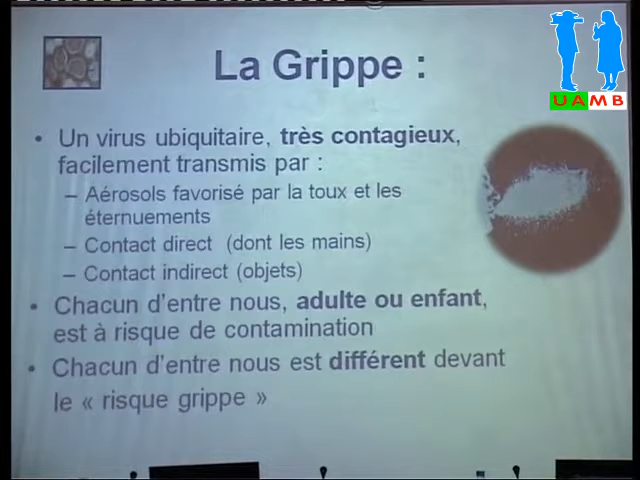 La Grippe :
UAMB
• Un virus ubiquitaire, très contagieux,
facilement transmis par :
– Aérosols favorisé par la toux et les
éternuements
– Contact direct (dont les mains)
– Contact indirect (objets)
• Chacun d'entre nous, adulte ou enfant,
est à risque de contamination
• Chacun d'entre nous est différent devant
le « risque grippe »